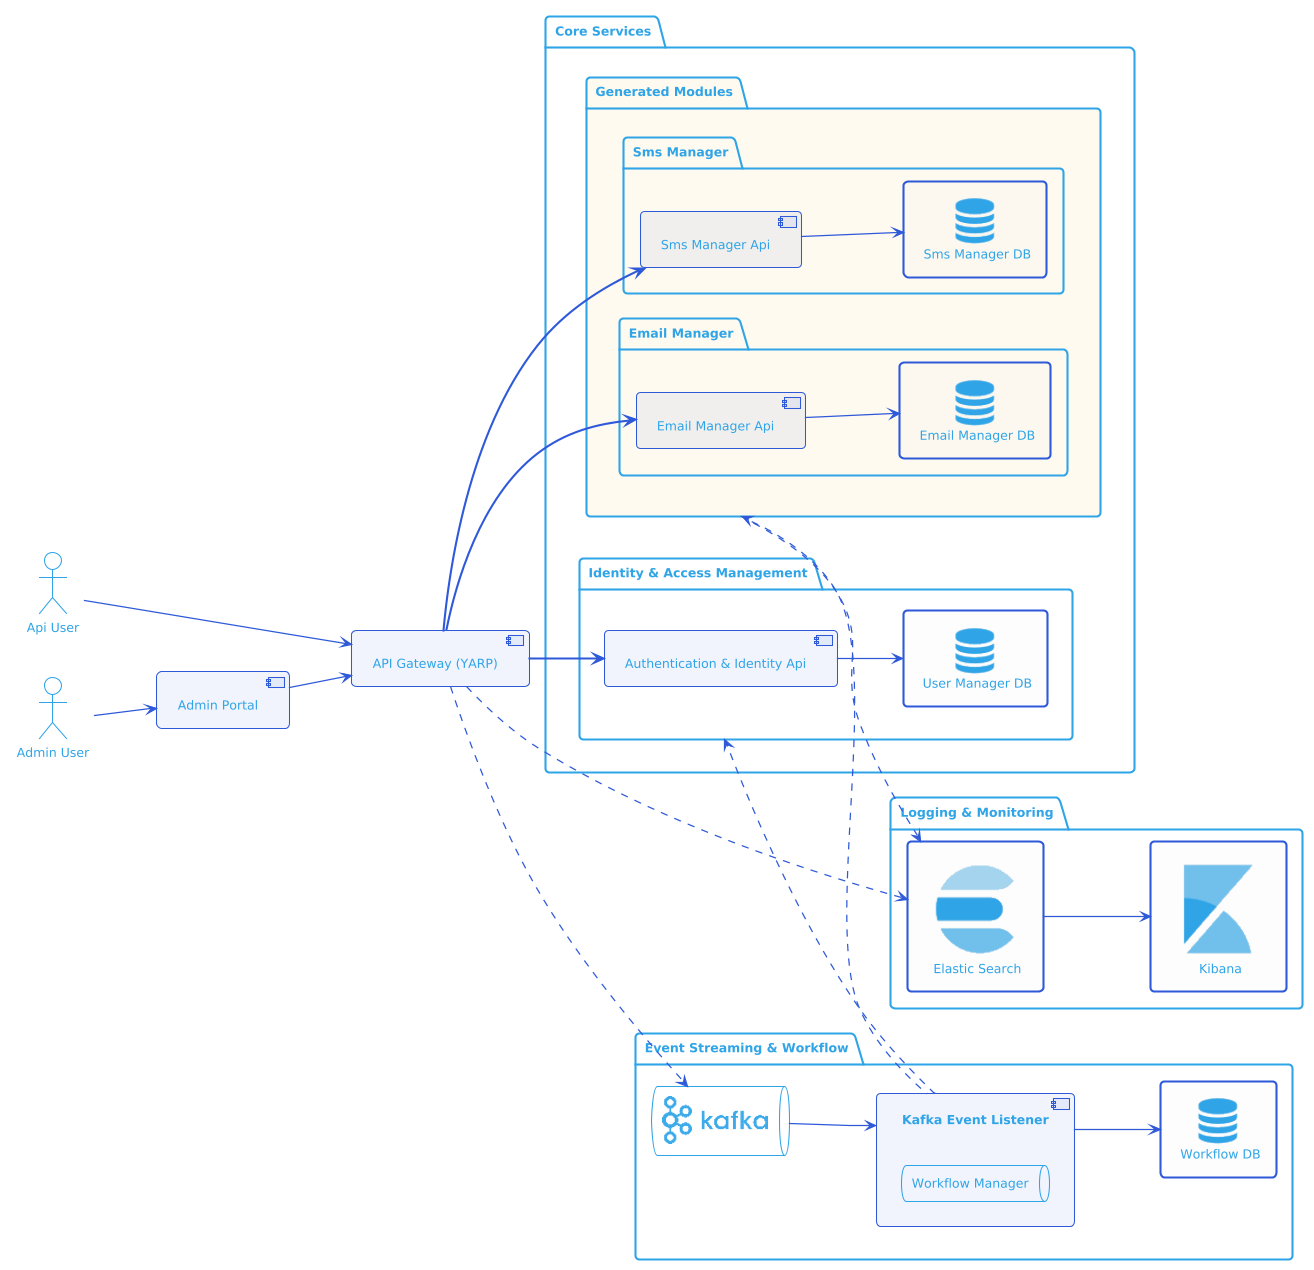 Core Services
Generated Modules
Sms Manager
Sms Manager Api
Sms Manager DB
Email Manager
Email Manager Api
Email Manager DB
Api User
Admin User
Admin Portal
API Gateway (YARP)
Identity & Access Management
Authentication & Identity Api
User Manager DB
Logging & Monitoring
Elastic Search
Kibana
Event Streaming & Workflow
kafka
Kafka Event Listener
Workflow Manager
Workflow DB